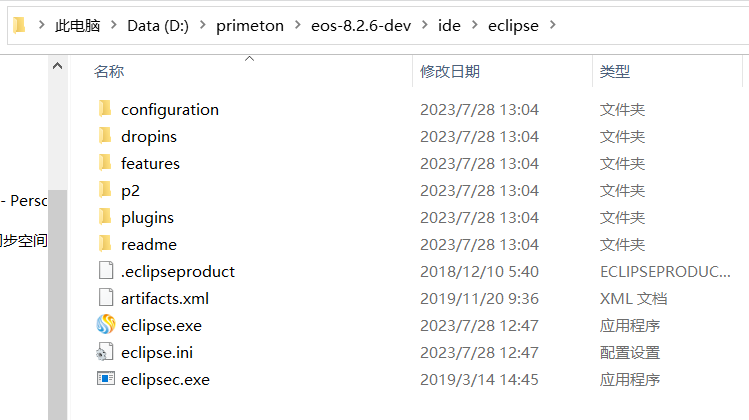 此电脑 > Data (D:) > primeton > eos-8.2.6-dev > ide > eclipse >
名称 修改日期 类型
configuration 2023/7/28 13:04 文件夹
dropins 2023/7/28 13:04 文件夹
features 2023/7/28 13:04 文件夹
p2 2023/7/28 13:04 文件夹
- Perso
plugins 2023/7/28 13:04 文件夹
步空间
readme 2023/7/28 13:04 文件夹
.eclipseproduct 2018/12/10 5:40 ECLIPSEPRODUC...
artifacts.xml 2019/11/20 9:36 XML 文档
eclipse.exe 2023/7/28 12:47 应用程序
eclipse.ini 2023/7/28 12:47 配置设置
eclipsec.exe 2019/3/14 14:45 应用程序